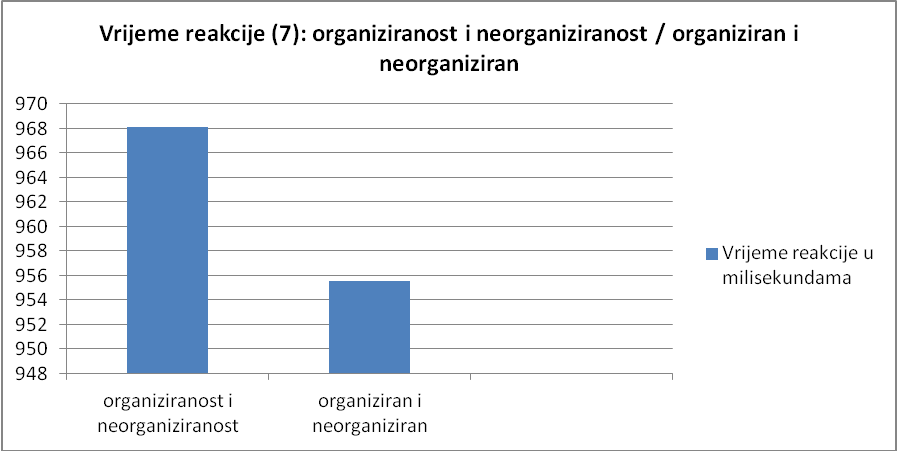 Vrijeme reakcije (7): organiziranost i neorganiziranost / organiziran i
neorganiziran
970
968
966
964
962
960
958
956
954
952
950
948
organiziranost i
neorganiziranost
organiziran i
neorganiziran
Vrijeme reakcije u
milisekundama